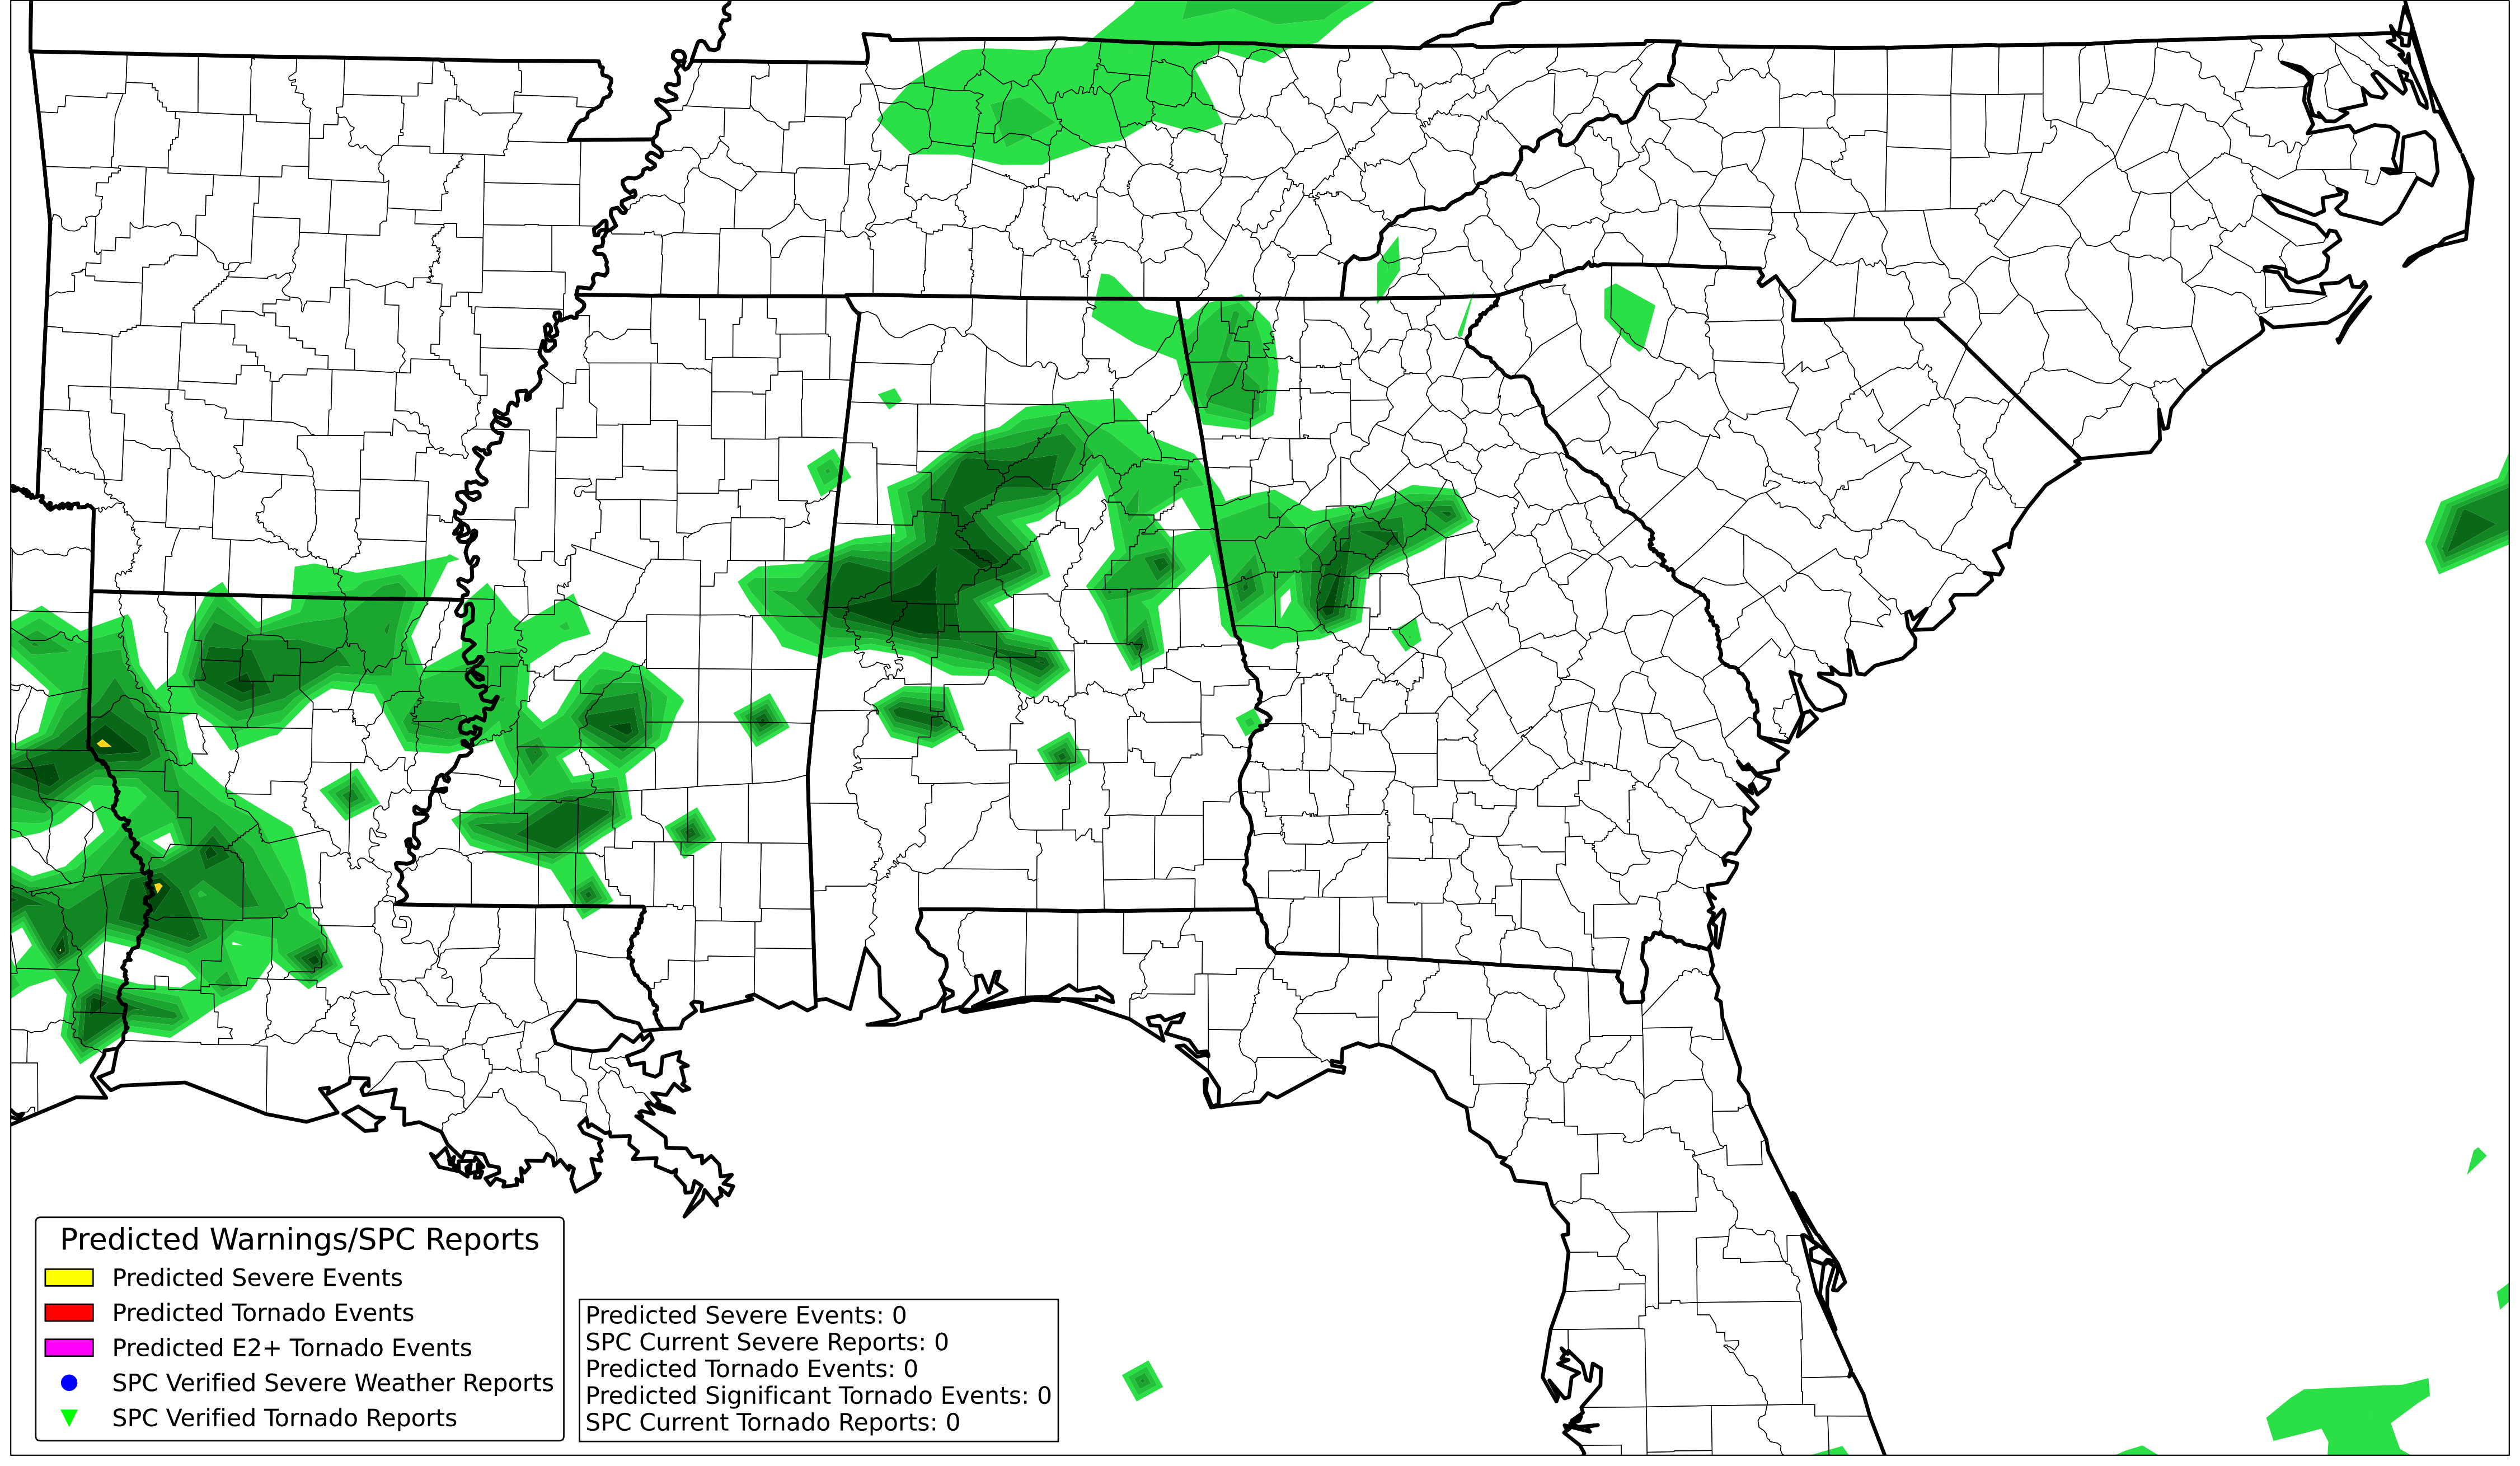 Predicted Warnings/SPC Reports
Predicted Severe Events
Predicted Tornado Events
Predicted E2+ Tornado Events
SPC Verified Severe Weather Reports
SPC Verified Tornado Reports
Predicted Severe Events: 0
SPC Current Severe Reports: 0
Predicted Tornado Events: 0
Predicted Significant Tornado Events: 0
SPC Current Tornado Reports: 0